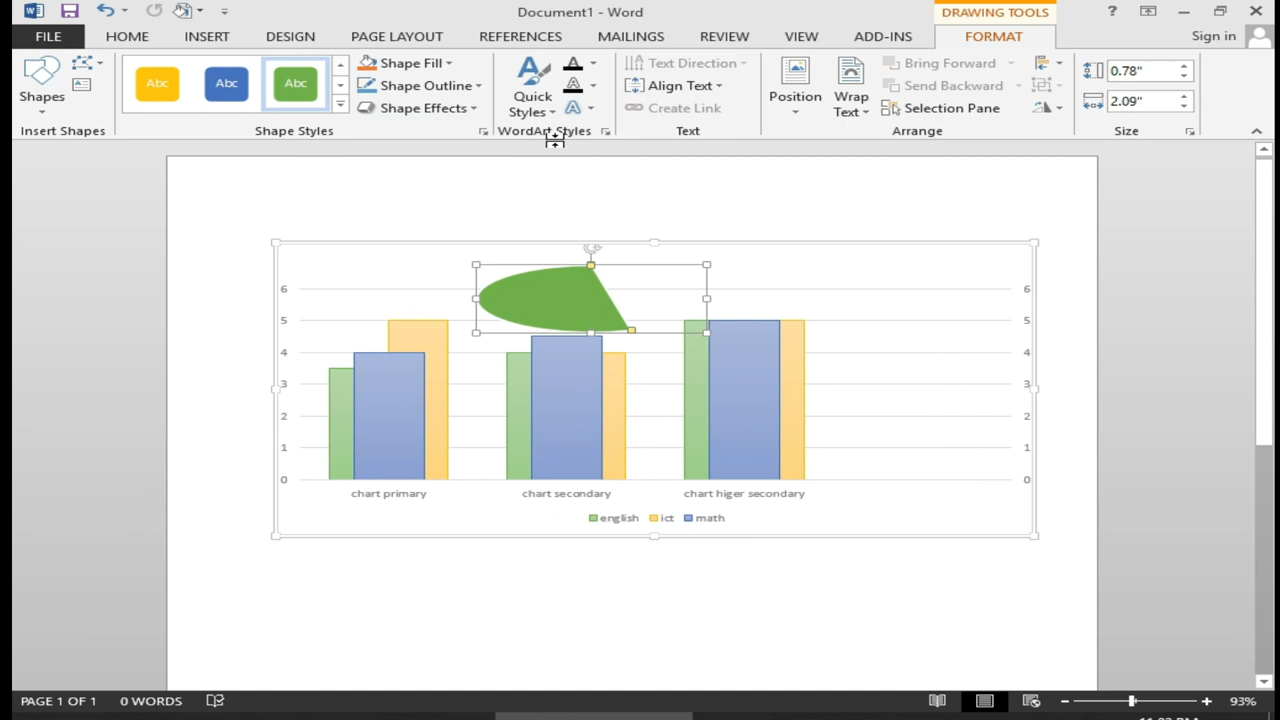 Document1 - Word
DRAWING TOOLS
?
FILE HOME INSERT DESIGN PAGE LAYOUT REFERENCES MAILINGS REVIEW VIEW ADD-INS FORMAT Sign in
Shapes
Abc Abc Abc
Shape Fill
Shape Outline
Shape Effects
Quick
Styles
A
A
A
Text Direction
Align Text
Create Link
Position
Wrap
Text
Bring Forward
Send Backward
Selection Pane
0.78"
2.09"
Insert Shapes Shape Styles WordArt Styles Text Arrange Size
6 6
5 5
4 4
3 3
2 2
1 1
0 0
chart primary chart secondary chart higer secondary
english ict math
PAGE 1 OF 1 0 WORDS 93%